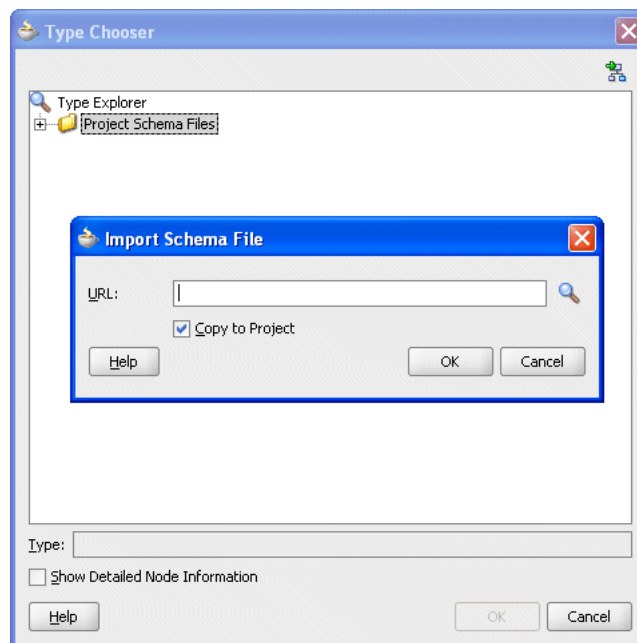 Type Chooser
Type Explorer
Project Schema Files
Import Schema File
URL:
Copy to Project
Help OK Cancel
Type:
Show Detailed Node Information
Help OK Cancel